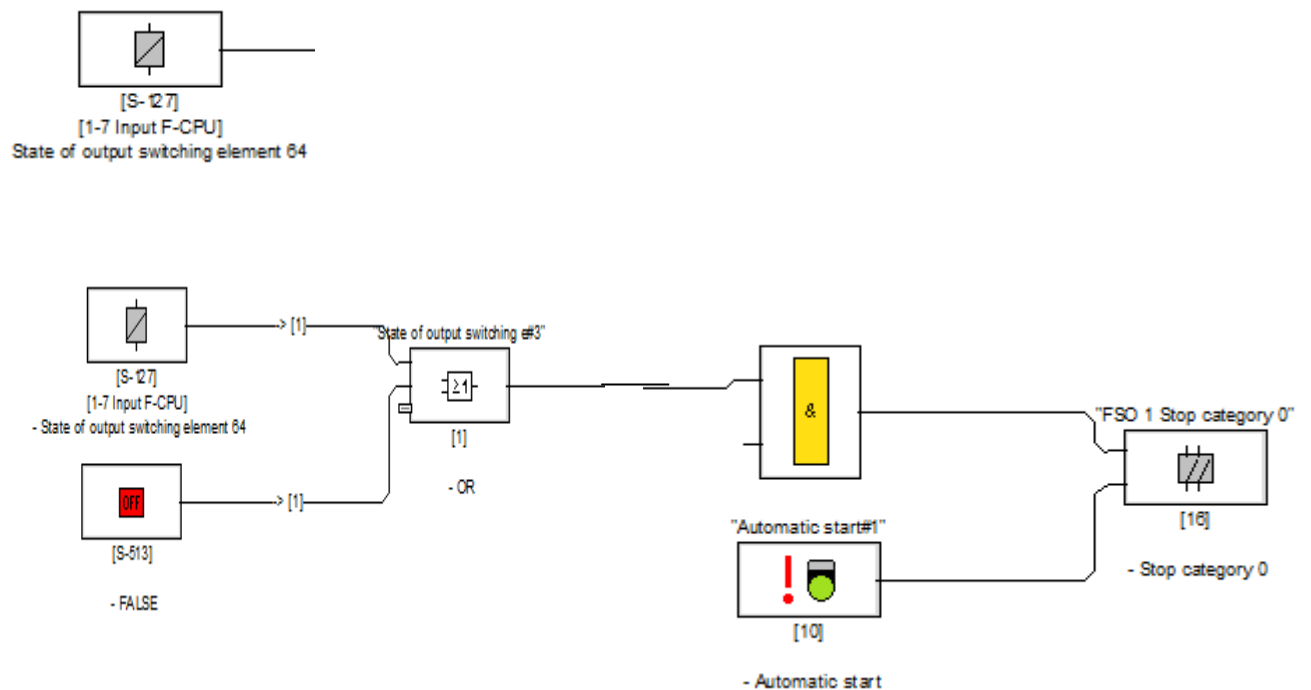 [S-127]
[1-7 Input F-CPU]
State of output switching element 64
-> [1]
"State of output switching e#3"
≥1
[S-127]
[1-7 Input F-CPU]
- State of output switching element 64
[1]
- OR
&
"FSO 1 Stop category 0"
[16]
- Stop category 0
OFF
-> [1]
[S-513]
- FALSE
"Automatic start#1"
[10]
- Automatic start